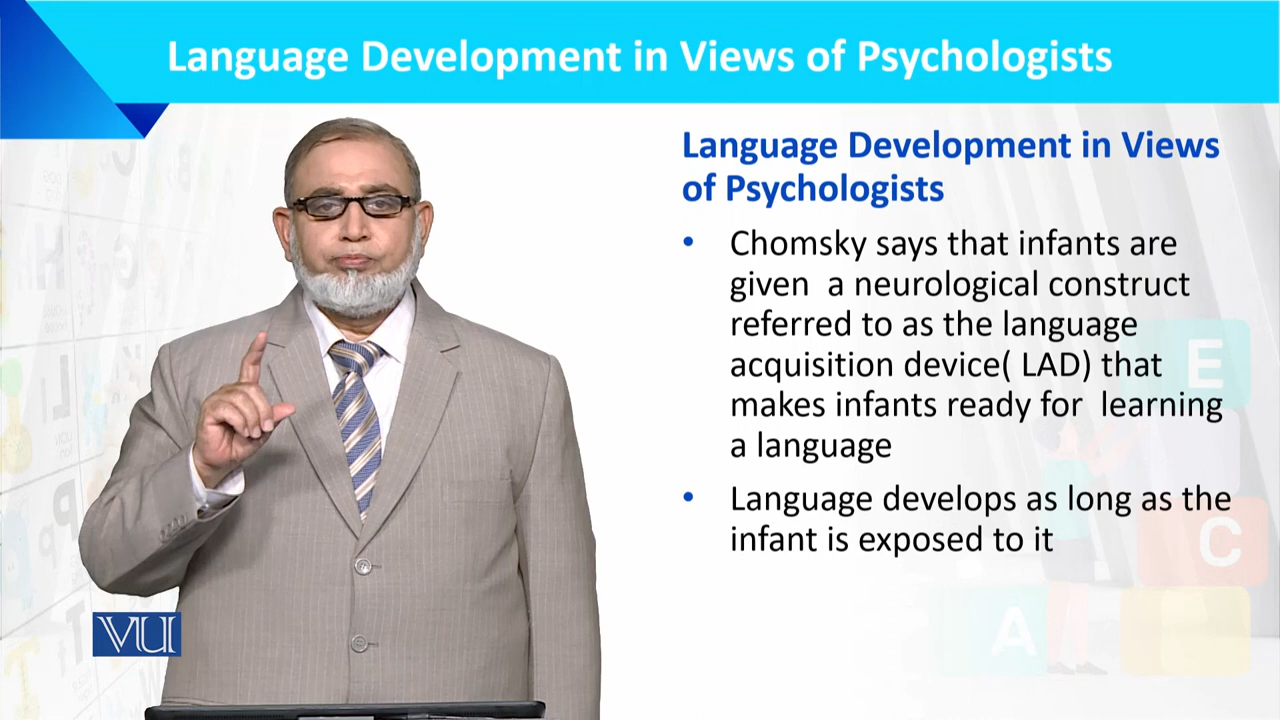 Language Development in Views of Psychologists
Language Development in Views
of Psychologists
• Chomsky says that infants are
given a neurological construct
referred to as the language
acquisition device( LAD) that
makes infants ready for learning
a language
• Language develops as long as the
infant is exposed to it
VU
E
C
A